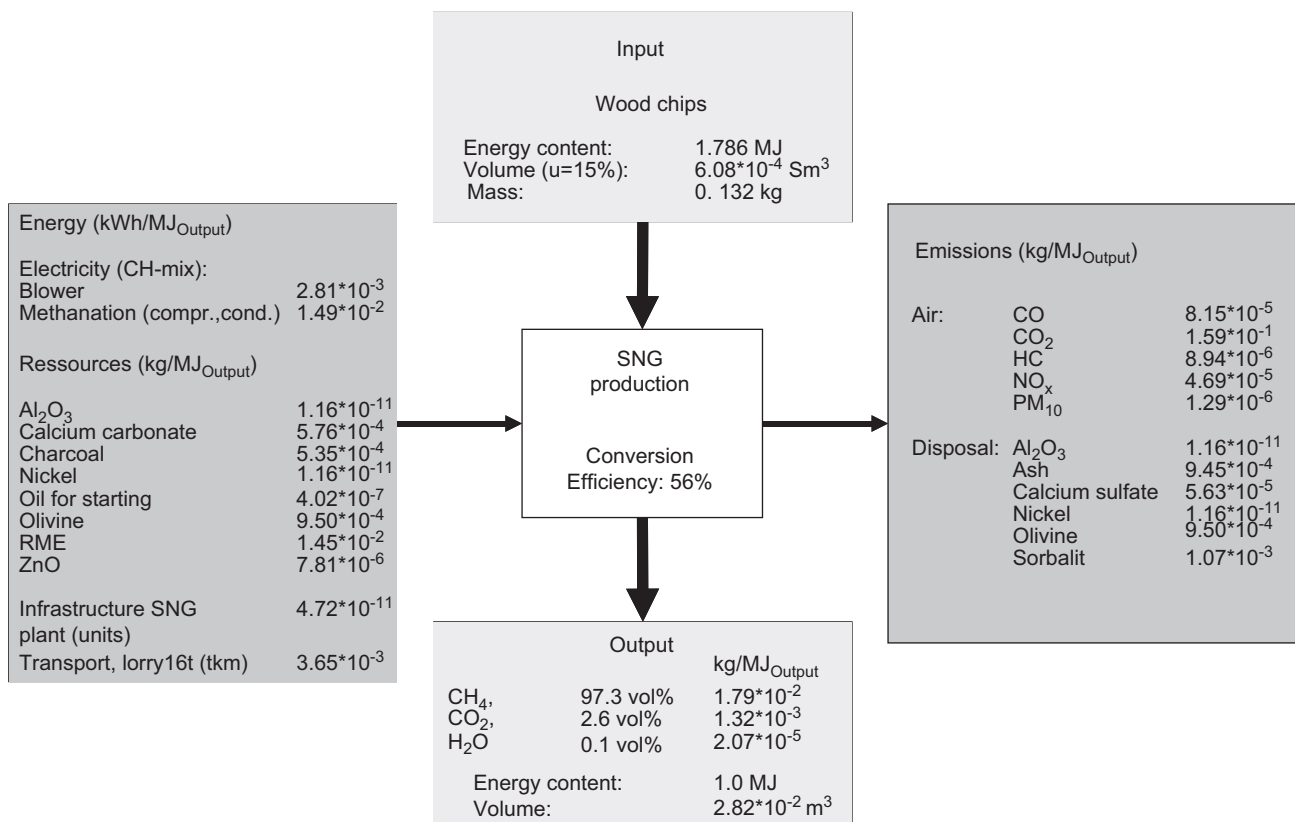 Input
Wood chips
Energy content: 1.786 MJ
Volume (u=15%): 6.08*10⁻⁴ Sm³
Mass: 0. 132 kg
Energy (kWh/MJ_Output)
Electricity (CH-mix):
Blower 2.81*10⁻³
Methanation (compr.,cond.) 1.49*10⁻²
Ressources (kg/MJ_Output)
Al₂O₃ 1.16*10⁻¹¹
Calcium carbonate 5.76*10⁻⁴
Charcoal 5.35*10⁻⁴
Nickel 1.16*10⁻¹¹
Oil for starting 4.02*10⁻⁷
Olivine 9.50*10⁻⁴
RME 1.45*10⁻²
ZnO 7.81*10⁻⁶
Infrastructure SNG 4.72*10⁻¹¹
plant (units)
Transport, lorry16t (tkm) 3.65*10⁻³
SNG
production
Conversion
Efficiency: 56%
Emissions (kg/MJ_Output)
Air: CO 8.15*10⁻⁵
CO₂ 1.59*10⁻¹
HC 8.94*10⁻⁶
NOₓ 4.69*10⁻⁵
PM₁₀ 1.29*10⁻⁶
Disposal: Al₂O₃ 1.16*10⁻¹¹
Ash 9.45*10⁻⁴
Calcium sulfate 5.63*10⁻⁵
Nickel 1.16*10⁻¹¹
Olivine 9.50*10⁻⁴
Sorbalit 1.07*10⁻³
Output
kg/MJ_Output
CH₄, 97.3 vol% 1.79*10⁻²
CO₂, 2.6 vol% 1.32*10⁻³
H₂O 0.1 vol% 2.07*10⁻⁵
Energy content: 1.0 MJ
Volume: 2.82*10⁻² m³